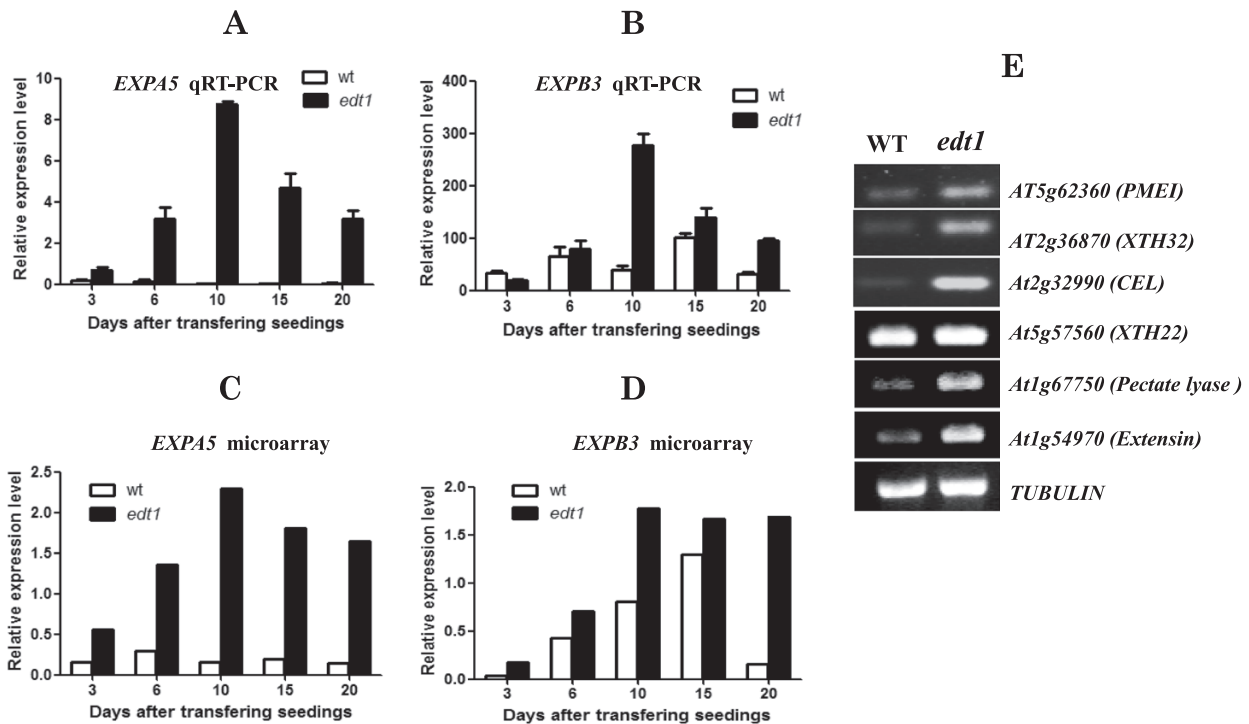 A
EXPA5 qRT-PCR
wt
edt1
Relative expression level
10
8
6
4
2
0
3 6 10 15 20
Days after transfering seedings
B
EXPB3 qRT-PCR
wt
edt1
Relative expression level
400
300
200
100
0
3 6 10 15 20
Days after transfering seedings
C
EXPA5 microarray
wt
edt1
Relative expression level
2.5
2.0
1.5
1.0
0.5
0.0
3 6 10 15 20
Days after transfering seedings
D
EXPB3 microarray
wt
edt1
Relative expression level
2.0
1.5
1.0
0.5
0.0
3 6 10 15 20
Days after transfering seedings
E
WT edt1
AT5g62360 (PMEI)
AT2g36870 (XTH32)
At2g32990 (CEL)
At5g57560 (XTH22)
At1g67750 (Pectate lyase )
At1g54970 (Extensin)
TUBULIN